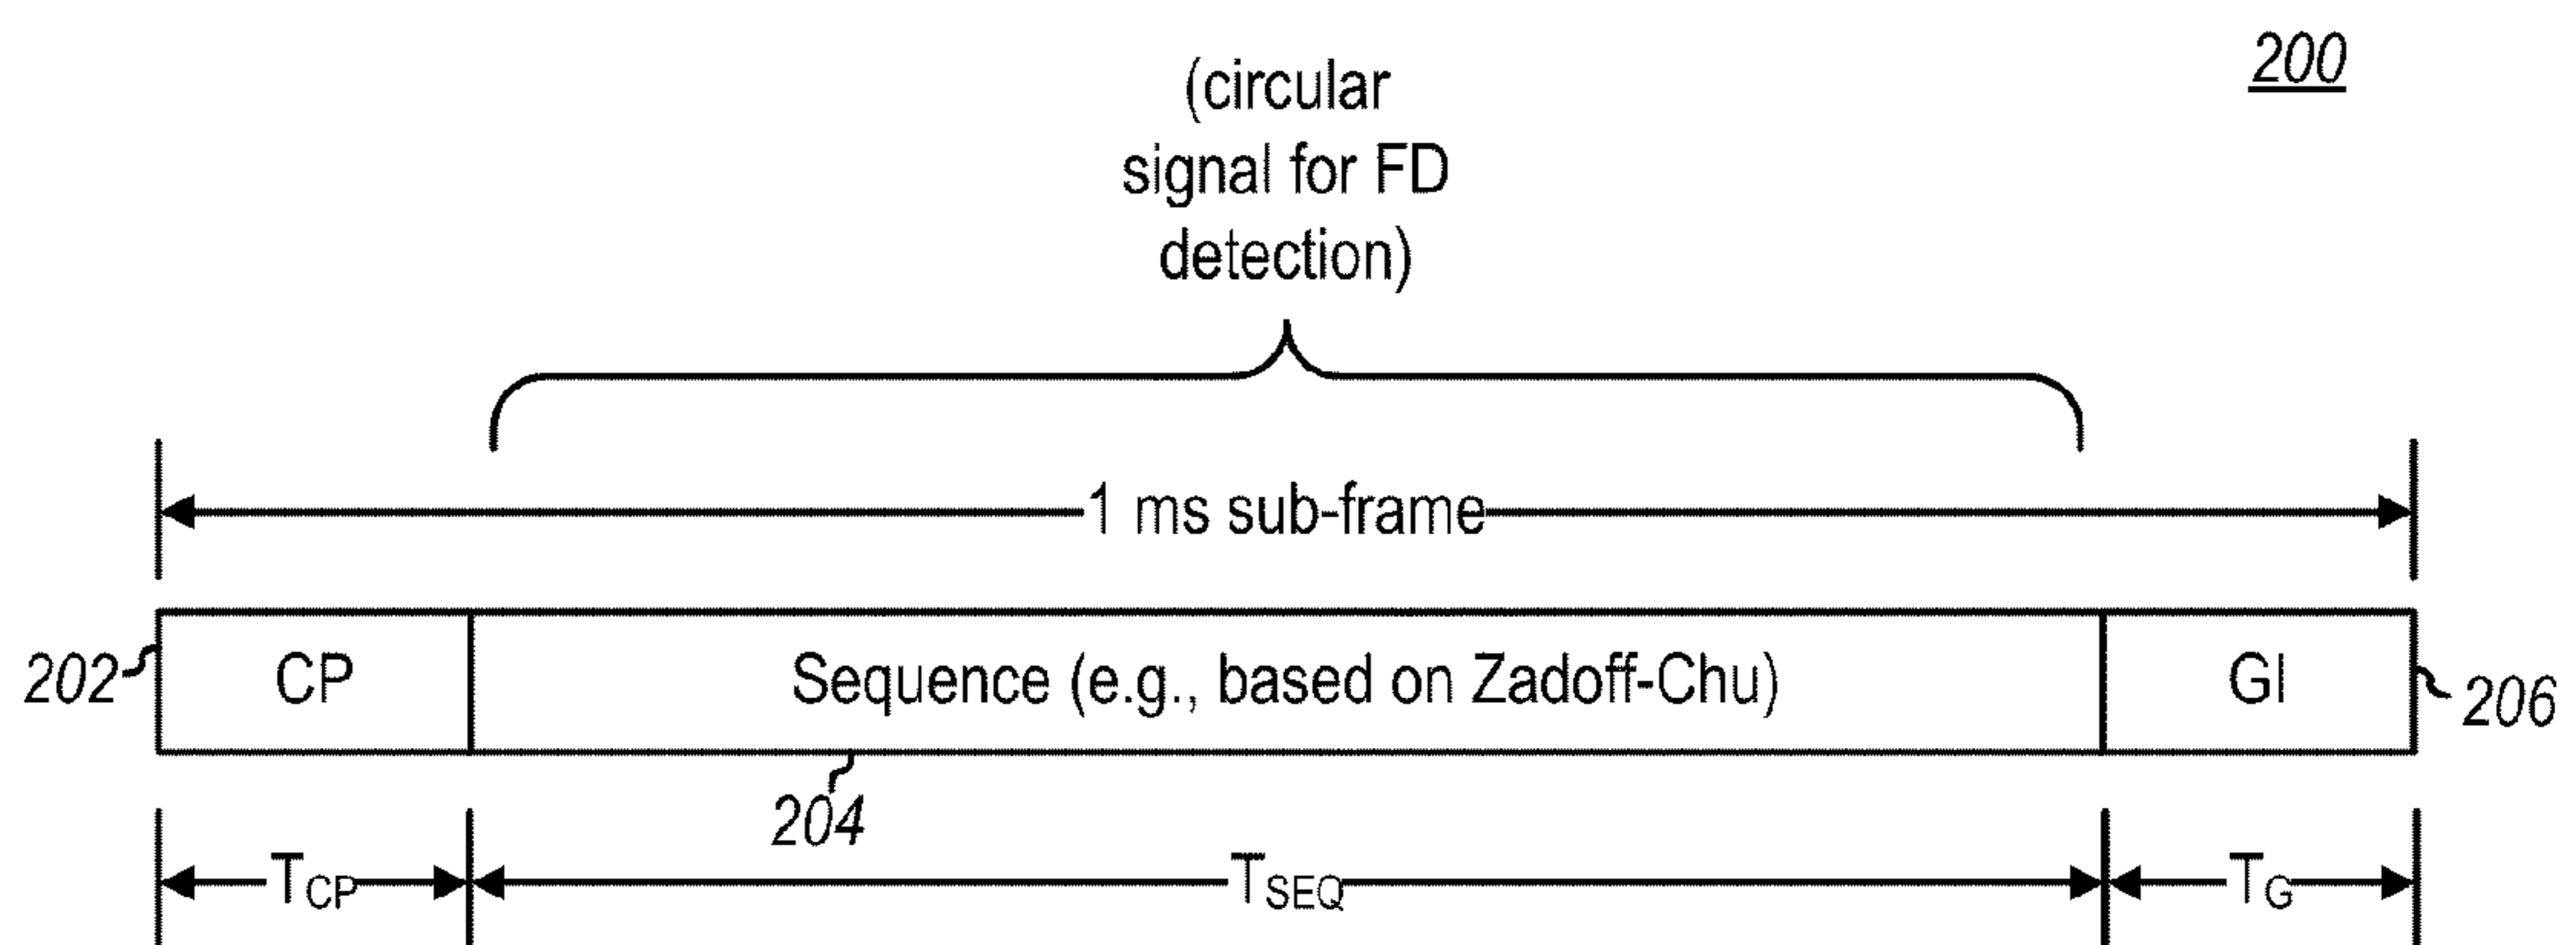 200
(circular
signal for FD
detection)
1 ms sub-frame
202
CP
Sequence (e.g., based on Zadoff-Chu)
GI
206
204
TCP
TSEQ
TG